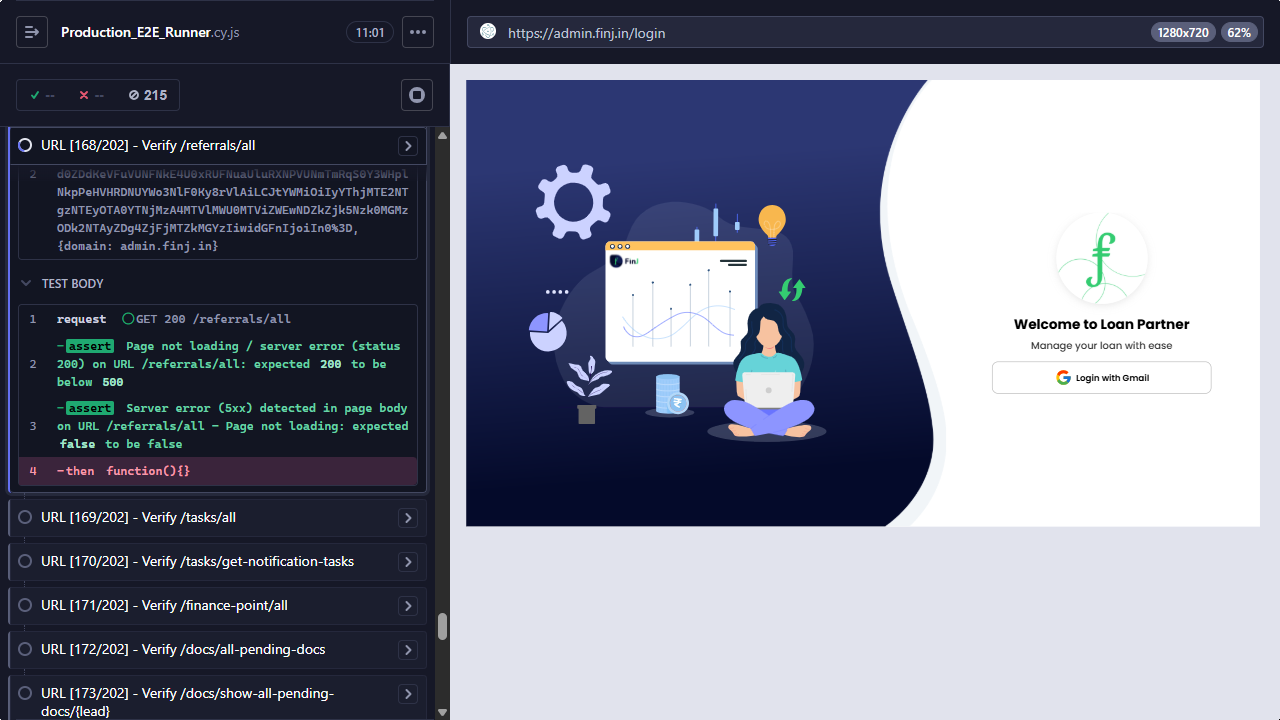 Production_E2E_Runner.cy.js
11:01
-- -- 215
URL [168/202] - Verify /referrals/all
2
NkpPeHVHRDNUYWo3NlF0Ky8rVlAiLCJtYWMiOiIyYThjMTE2NT
gzNTEyOTA0YTNjMzA4MTVlMWU0MTViZWEwNDZkZjk5Nzk0MGMz
ODk2NTAyZDg4ZjFjMTZkMGYzIiwidGFnIjoiIn0%3D,
{domain: admin.finj.in}
TEST BODY
1 request GET 200 /referrals/all
-assert Page not loading / server error (status
2 200) on URL /referrals/all: expected 200 to be
below 500
-assert Server error (5xx) detected in page body
3 on URL /referrals/all - Page not loading: expected
false to be false
4 -then function(){}
URL [169/202] - Verify /tasks/all
URL [170/202] - Verify /tasks/get-notification-tasks
URL [171/202] - Verify /finance-point/all
URL [172/202] - Verify /docs/all-pending-docs
URL [173/202] - Verify /docs/show-all-pending-
docs/{lead}
https://admin.finj.in/login
1280x720 62%
FinJ
Welcome to Loan Partner
Manage your loan with ease
Login with Gmail